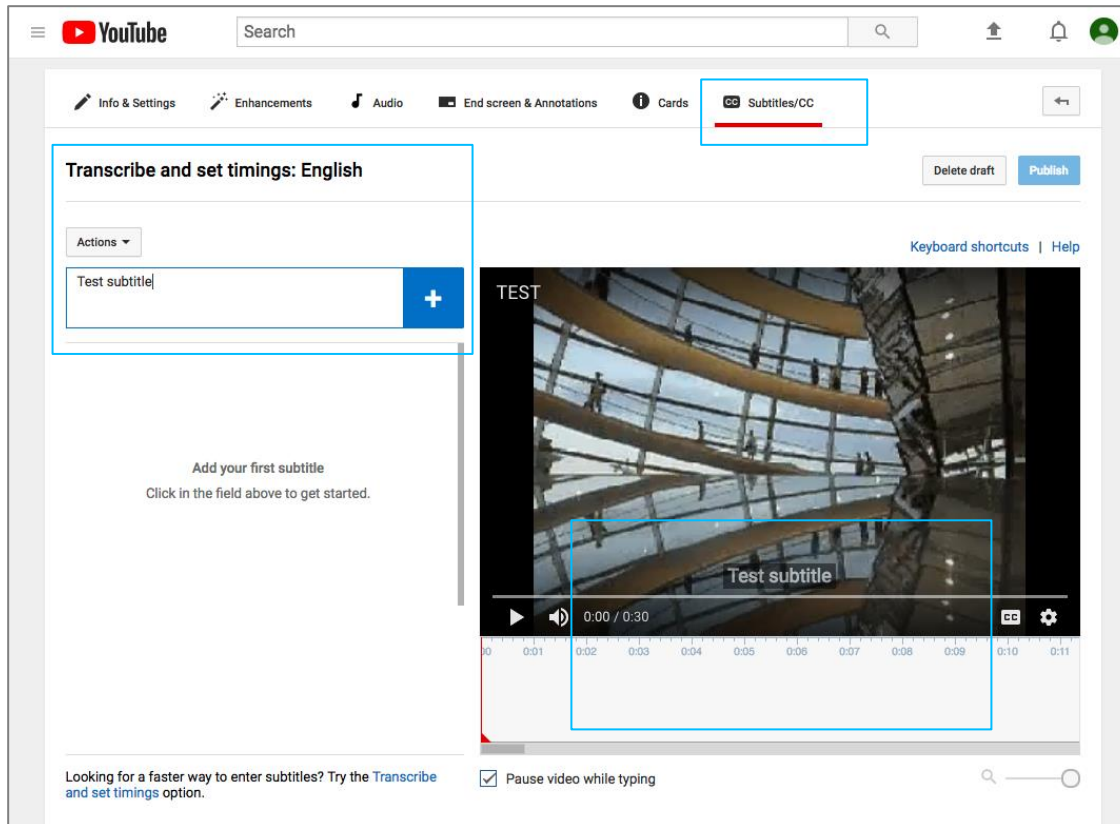 YouTube
Search
Info & Settings
Enhancements
Audio
End screen & Annotations
Cards
CC Subtitles/CC
Transcribe and set timings: English
Delete draft
Publish
Actions
Keyboard shortcuts | Help
Test subtitle
+
TEST
Add your first subtitle
Click in the field above to get started.
Test subtitle
0:00 / 0:30
CC
00 0:01 0:02 0:03 0:04 0:05 0:06 0:07 0:08 0:09 0:10 0:11
Looking for a faster way to enter subtitles? Try the Transcribe
and set timings option.
Pause video while typing